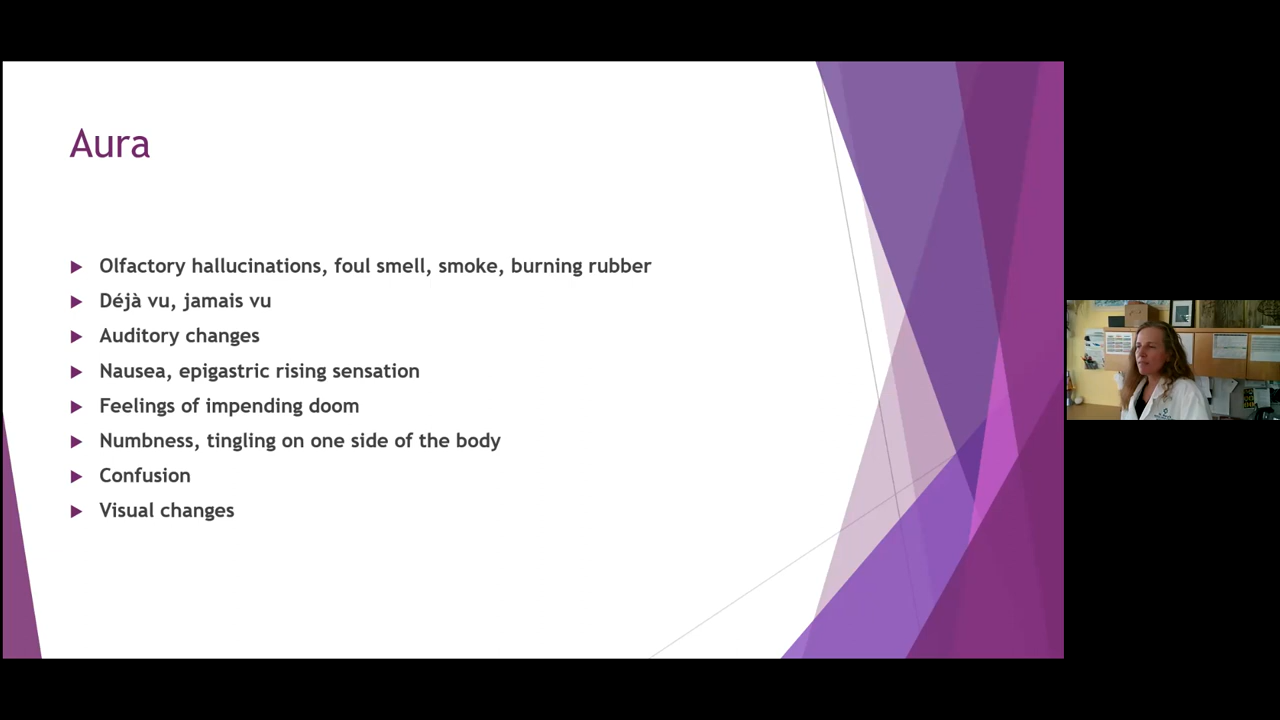 Aura
Olfactory hallucinations, foul smell, smoke, burning rubber
Déjà vu, jamais vu
Auditory changes
Nausea, epigastric rising sensation
Feelings of impending doom
Numbness, tingling on one side of the body
Confusion
Visual changes